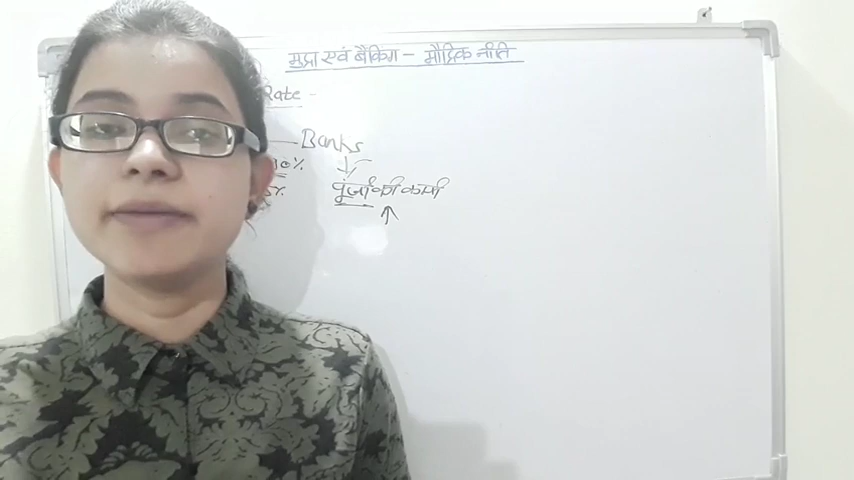 मुद्रा एवं बैंकिंग - मौद्रिक नीति
Rate -
Banks
10%
5%
पूंजी की कमी